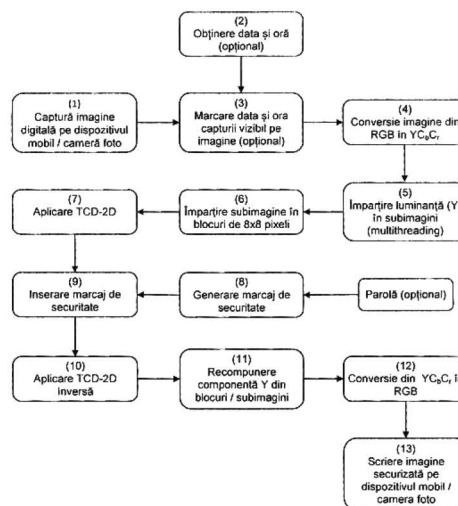 (2)
Obținere data și oră
(opțional)
(1)
Captură imagine
digitală pe dispozitivul
mobil / cameră foto
(3)
Marcare data și ora
capturii vizibil pe
imagine (opțional)
(4)
Conversie imagine din
RGB în YCbCr
(5)
Împarțire luminanță (Y
în subimagini
(multithreading)
(6)
Împarțire subimagine în
blocuri de 8x8 pixeli
(7)
Aplicare TCD-2D
(9)
Inserare marcaj de
securitate
(8)
Generare marcaj de
securitate
Parolă (opțional)
(10)
Aplicare TCD-2D
Inversă
(11)
Recompunere
componentă Y din
blocuri / subimagini
(12)
Conversie din YCbCr în
RGB
(13)
Scriere imagine
securizată pe
dispozitivul mobil /
camera foto